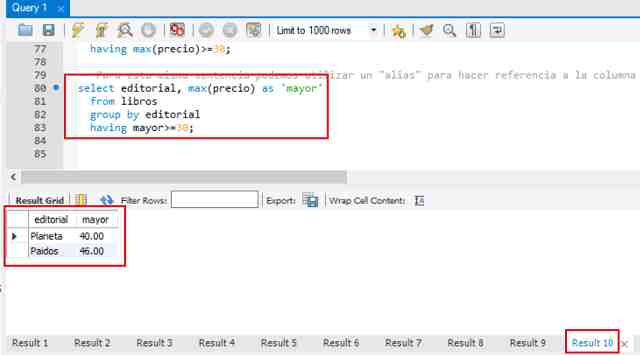 Query 1
Limit to 1000 rows
77 having max(precio)>=30;
78
79 Para esta misma sentencia podemos utilizar un "alias" para hacer referencia a la columna
80 select editorial, max(precio) as 'mayor'
81 from libros
82 group by editorial
83 having mayor>=30;
84
85
Result Grid Filter Rows: Export: Wrap Cell Content:
editorial mayor
Planeta 40.00
Paidos 46.00
Result 1 Result 2 Result 3 Result 4 Result 5 Result 6 Result 7 Result 8 Result 9 Result 10